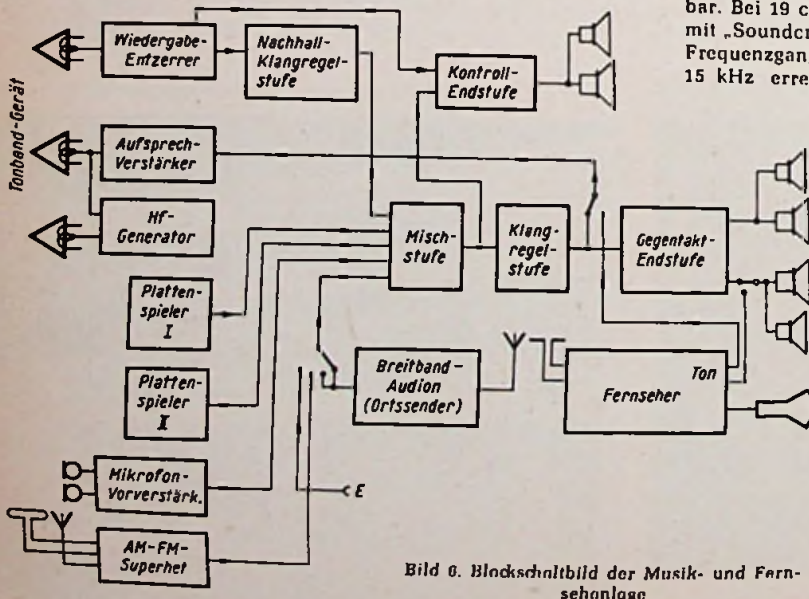 bar. Bei 19 c
mit „Soundcr
Frequenzgan
15 kHz erre
Tonband-Gerät
Wiedergabe-
Entzerrer
Nachhall-
Klangregel-
stufe
Kontroll-
Endstufe
Aufsprech-
Verstärker
Hf-
Generator
Misch-
stufe
Klang-
regel-
stufe
Gegentakt-
Endstufe
Platten-
spieler
I
Platten-
spieler
II
Breitband-
Audion
(Ortssender)
Ton
Fernseher
Mikrofon-
Vorverstärk.
E
AM-FM-
Superhet
Bild 6. Blockschaltbild der Musik- und Fern-
sehanlage